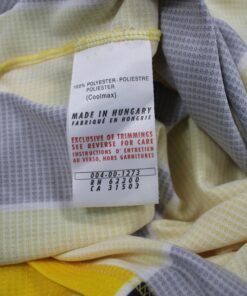 100% POLYESTER - POLIESTRE
POLIESTER
(Coolmax)
MADE IN HUNGARY
FABRIQUÉ EN HONGRIE
EXCLUSIVE OF TRIMMINGS
SEE REVERSE FOR CARE
INSTRUCTIONS D' ENTRETIEN
AU VERSO, HORS GARNITURES
004-00-1273
RN 62200
CA 31503